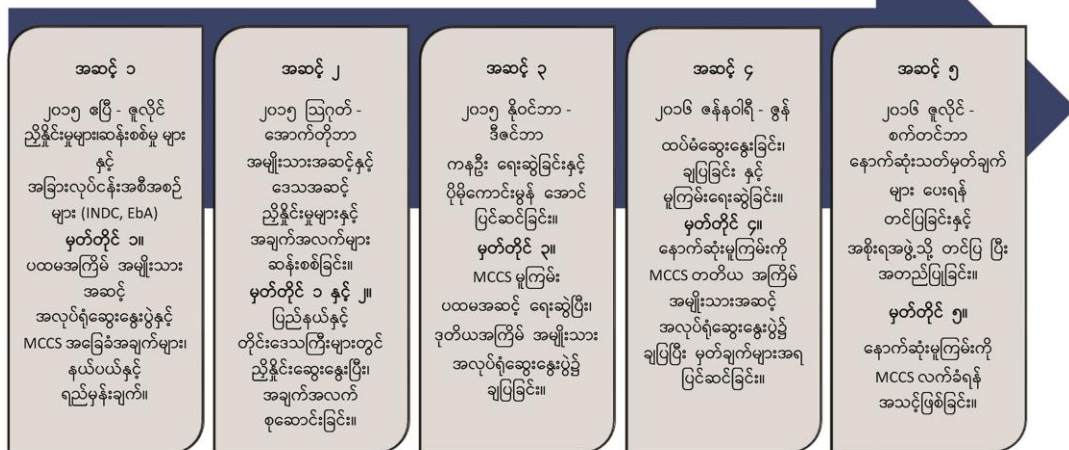 အဆင့် ၁
၂၀၁၅ ဧပြီ - ဇူလိုင်
ညှိနှိုင်းမှုများ၊ဆန်းစစ်မှု များ
နှင့်
အခြားလုပ်ငန်းအစီအစဉ်
များ (INDC, EbA)
မှတ်တိုင် ၁။
ပထမအကြိမ် အမျိုးသား
အဆင့်
အလုပ်ရုံဆွေးနွေးပွဲနှင့်
MCCS အခြေခံအချက်များ၊
နယ်ပယ်နှင့်
ရည်မှန်းချက်။
အဆင့် ၂
၂၀၁၅ ဩဂုတ် -
အောက်တိုဘာ
အမျိုးသားအဆင့်နှင့်
ဒေသအဆင့်
ညှိနှိုင်းမှုများနှင့်
အချက်အလက်များ
ဆန်းစစ်ခြင်း။
မှတ်တိုင် ၁ နှင့် ၂။
ပြည်နယ်နှင့်
တိုင်းဒေသကြီးများတွင်
ညှိနှိုင်းဆွေးနွေးပြီး၊
အချက်အလက်
စုဆောင်းခြင်း။
အဆင့် ၃
၂၀၁၅ နိုဝင်ဘာ -
ဒီဇင်ဘာ
ကနဦး ရေးဆွဲခြင်းနှင့်
ပိုမိုကောင်းမွန် အောင်
ပြင်ဆင်ခြင်း။
မှတ်တိုင် ၃။
MCCS မူကြမ်း
ပထမအဆင့် ရေးဆွဲပြီး၊
ဒုတိယအကြိမ် အမျိုးသား
အလုပ်ရုံဆွေးနွေးပွဲ၌
ချပြခြင်း။
အဆင့် ၄
၂၀၁၆ ဇန်နဝါရီ - ဇွန်
ထပ်မံဆွေးနွေးခြင်း၊
ချပြခြင်း နှင့်
မူကြမ်းရေးဆွဲခြင်း။
မှတ်တိုင် ၄။
နောက်ဆုံးမူကြမ်းကို
MCCS တတိယ အကြိမ်
အမျိုးသားအဆင့်
အလုပ်ရုံဆွေးနွေးပွဲ၌
ချပြပြီး မှတ်ချက်များအရ
ပြင်ဆင်ခြင်း။
အဆင့် ၅
၂၀၁၆ ဇူလိုင် -
စက်တင်ဘာ
နောက်ဆုံးသတ်မှတ်ချက်
များ ပေးရန်
တင်ပြခြင်းနှင့်
အစိုးရအဖွဲ့သို့ တင်ပြ ပြီး
အတည်ပြုခြင်း။
မှတ်တိုင် ၅။
နောက်ဆုံးမူကြမ်းကို
MCCS လက်ခံရန်
အသင့်ဖြစ်ခြင်း။